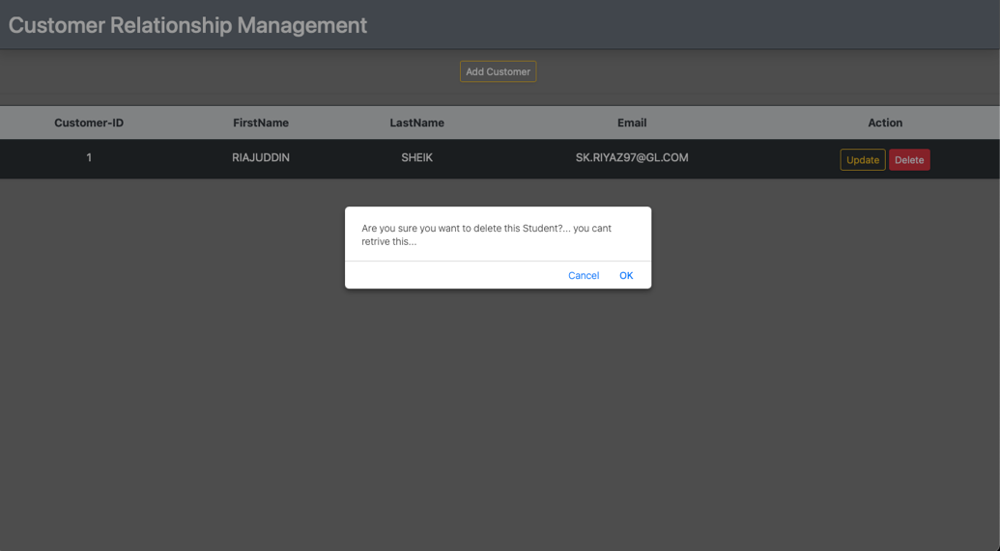 Customer Relationship Management
Add Customer
Customer-ID FirstName LastName Email Action
1 RIAJUDDIN SHEIK SK.RIYAZ97@GL.COM Update Delete
Are you sure you want to delete this Student?... you cant
retrive this...
Cancel OK